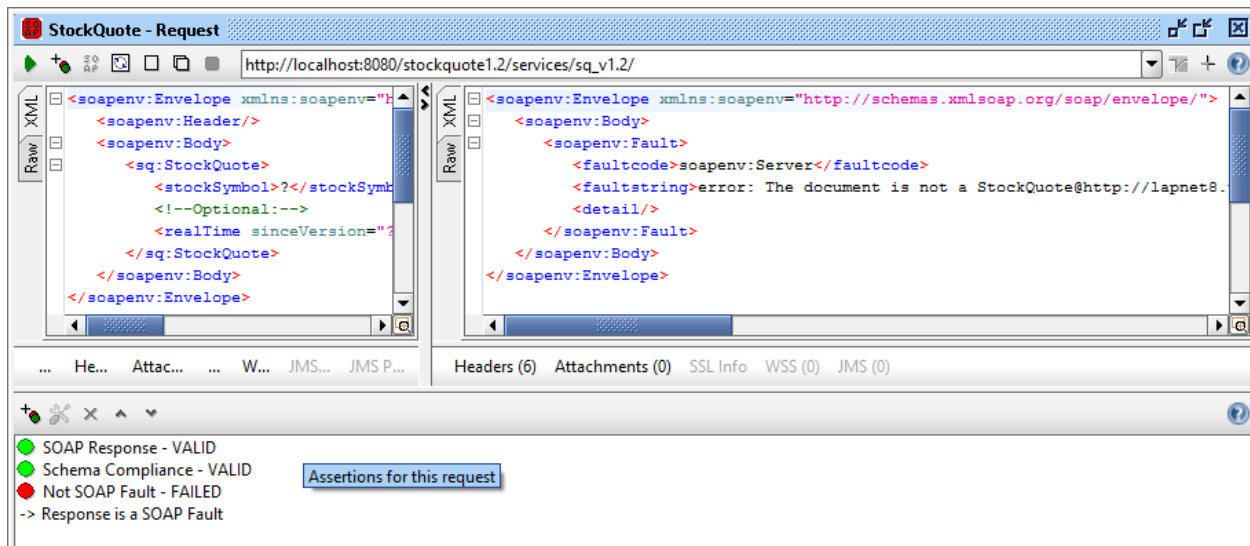 StockQuote - Request
http://localhost:8080/stockquote1.2/services/sq_v1.2/
XML
Raw
<soapenv:Envelope xmlns:soapenv="h
<soapenv:Header/>
<soapenv:Body>
<sq:StockQuote>
<stockSymbol>?</stockSymb
<!--Optional:-->
<realTime sinceVersion="?
</sq:StockQuote>
</soapenv:Body>
</soapenv:Envelope>
XML
Raw
<soapenv:Envelope xmlns:soapenv="http://schemas.xmlsoap.org/soap/envelope/">
<soapenv:Body>
<soapenv:Fault>
<faultcode>soapenv:Server</faultcode>
<faultstring>error: The document is not a StockQuote@http://lapnet8.
<detail/>
</soapenv:Fault>
</soapenv:Body>
</soapenv:Envelope>
... He... Attac... ... W... JMS... JMS P...
Headers (6) Attachments (0) SSL Info WSS (0) JMS (0)
SOAP Response - VALID
Schema Compliance - VALID
Assertions for this request
Not SOAP Fault - FAILED
-> Response is a SOAP Fault